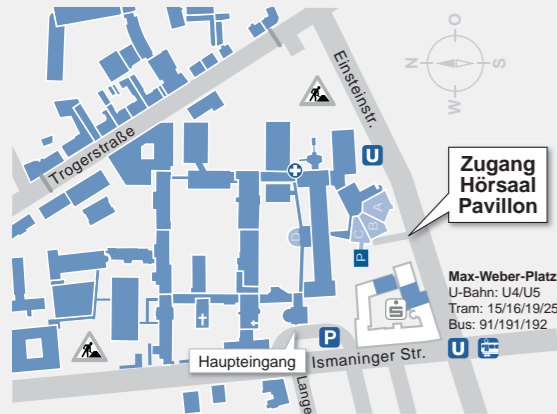 O
N
S
W
Einsteinstr.
Trogerstraße
U
Zugang
Hörsaal
Pavillon
A
B
C
D
P
Max-Weber-Platz
U-Bahn: U4/U5
Tram: 15/16/19/25
Bus: 91/191/192
P
Haupteingang
Ismaninger Str.
U
Lange